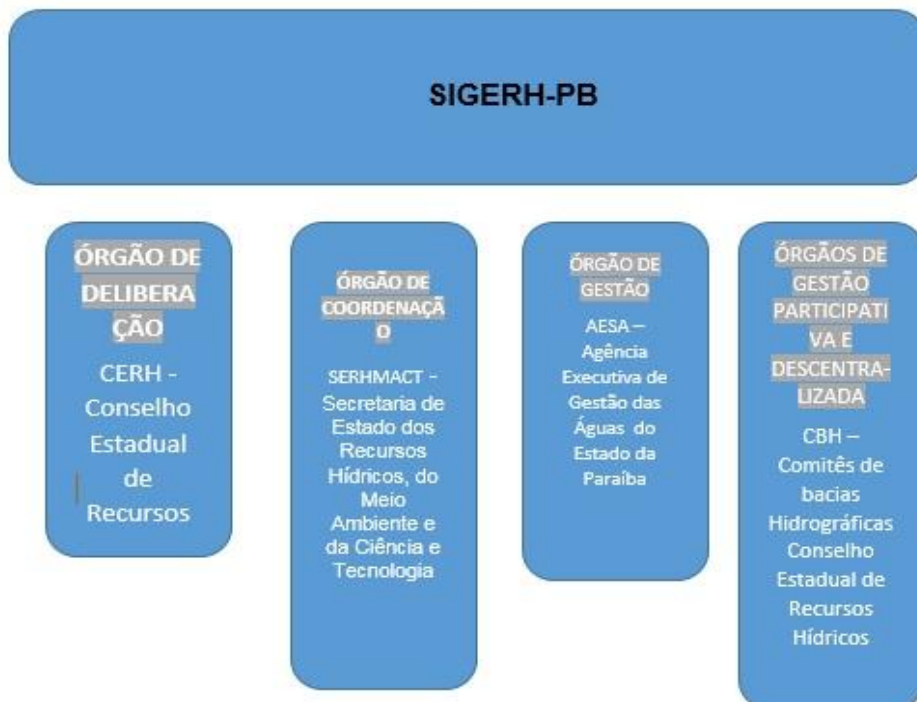 SIGERH-PB
ÓRGÃO DE
DELIBERA
ÇÃO
CERH -
Conselho
Estadual
de
Recursos
ÓRGÃO DE
COORDENAÇÃ
O
SERHMACT –
Secretaria de
Estado dos
Recursos
Hídricos, do
Meio
Ambiente e
da Ciência e
Tecnologia
ÓRGÃO DE
GESTÃO
AESA –
Agência
Executiva de
Gestão das
Águas do
Estado da
Paraíba
ÓRGÃOS DE
GESTÃO
PARTICIPATI
VA E
DESCENTRA-
LIZADA
CBH –
Comitês de
bacias
Hidrográficas
Conselho
Estadual de
Recursos
Hídricos